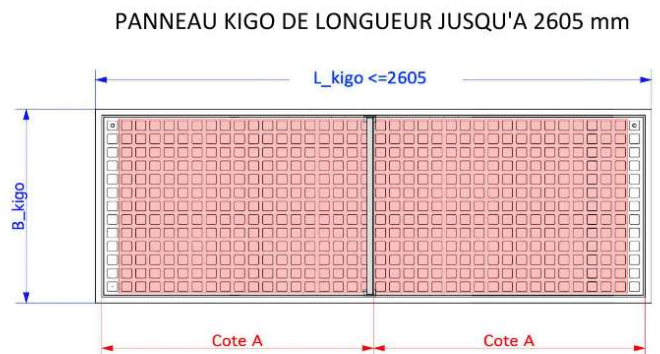 PANNEAU KIGO DE LONGUEUR JUSQU'A 2605 mm
L_kigo <=2605
B_kigo
Cote A Cote A